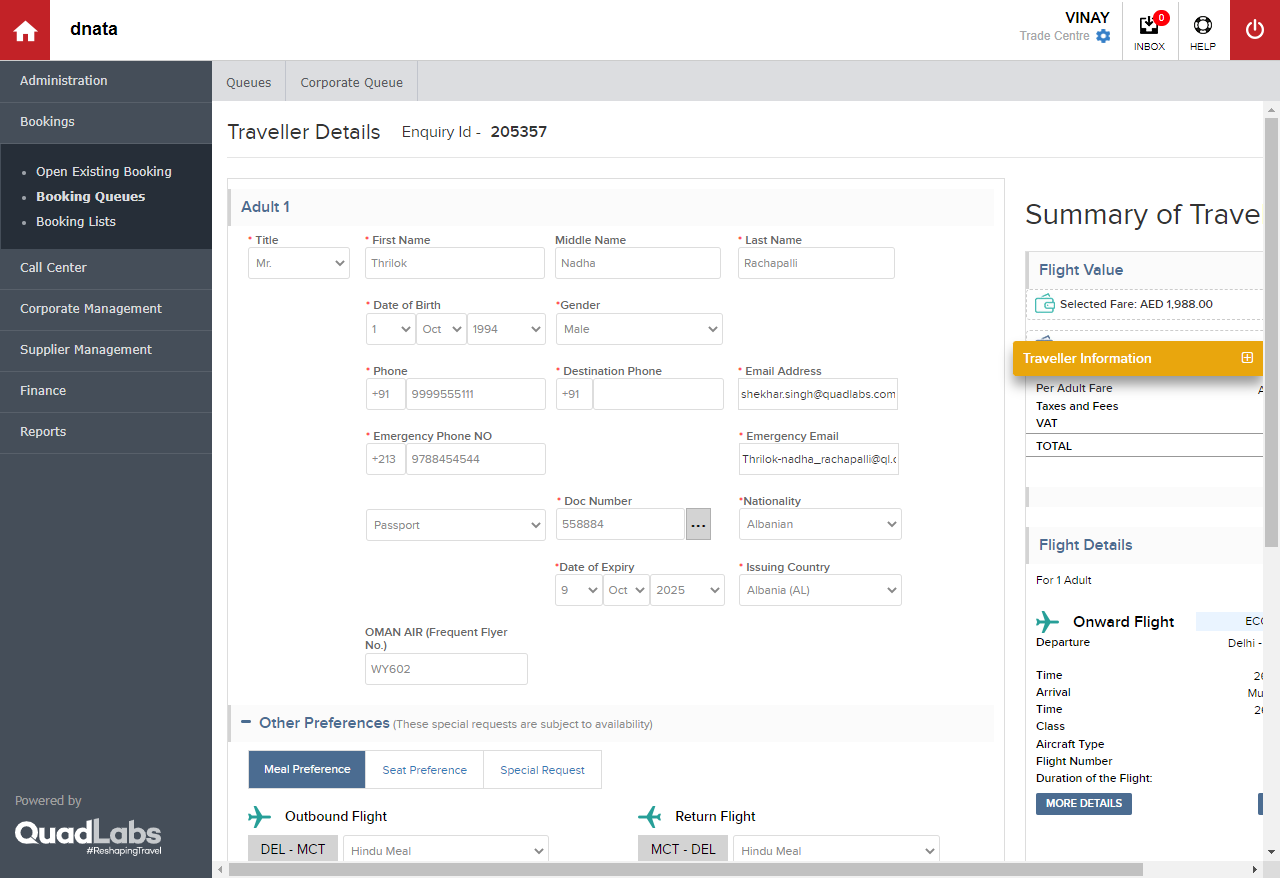 dnata
VINAY
Trade Centre
0
INBOX
HELP
Administration
Bookings
Open Existing Booking
Booking Queues
Booking Lists
Call Center
Corporate Management
Supplier Management
Finance
Reports
Powered by
QuadLabs
#ReshapingTravel
Queues
Corporate Queue
Traveller Details Enquiry Id - 205357
Adult 1
* Title * First Name Middle Name * Last Name
Mr. Thrilok Nadha Rachapalli
* Date of Birth *Gender
1 Oct 1994 Male
* Phone * Destination Phone * Email Address
+91 9999555111 +91 shekhar.singh@quadlabs.com
* Emergency Phone NO * Emergency Email
+213 9788454544 Thrilok-nadha_rachapalli@ql.c
* Doc Number *Nationality
Passport 558884 ... Albanian
*Date of Expiry * Issuing Country
9 Oct 2025 Albania (AL)
OMAN AIR (Frequent Flyer
No.)
WY602
Other Preferences (These special requests are subject to availability)
Meal Preference Seat Preference Special Request
Outbound Flight Return Flight
DEL - MCT Hindu Meal MCT - DEL Hindu Meal
Summary of Trave
Flight Value
Selected Fare: AED 1,988.00
Traveller Information
Per Adult Fare
Taxes and Fees
VAT
TOTAL
Flight Details
For 1 Adult
Onward Flight ECO
Departure Delhi -
Time 26
Arrival Mu
Time 26
Class
Aircraft Type
Flight Number
Duration of the Flight:
MORE DETAILS